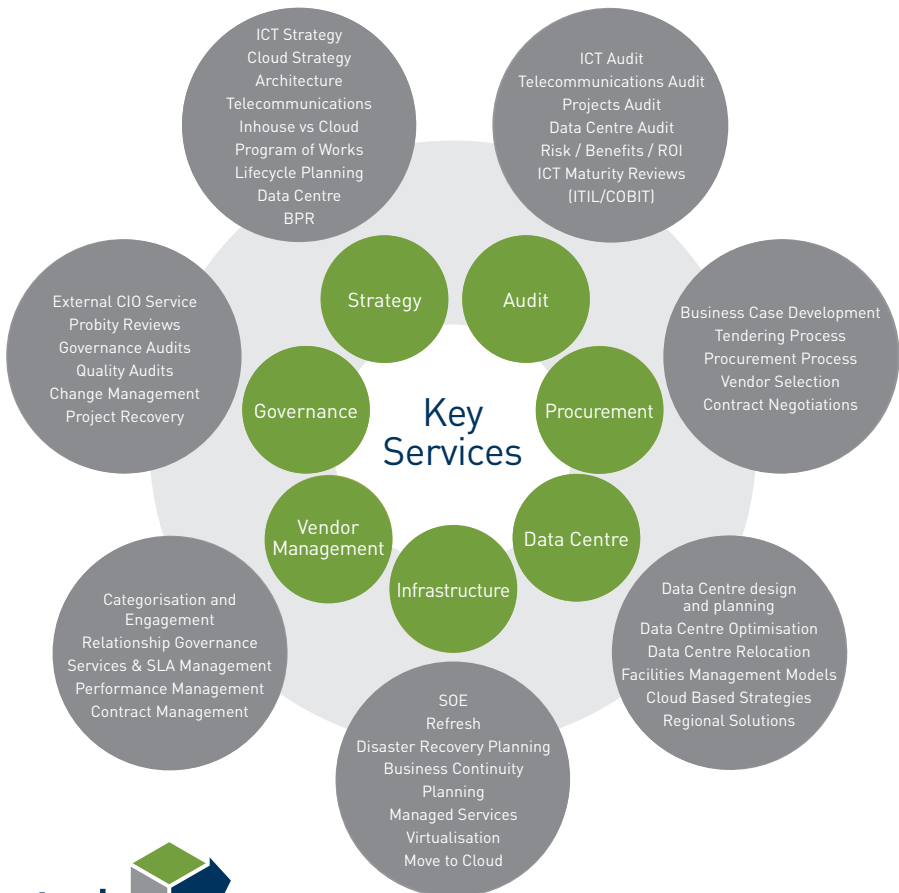 ICT Strategy
Cloud Strategy
Architecture
Telecommunications
Inhouse vs Cloud
Program of Works
Lifecycle Planning
Data Centre
BPR
ICT Audit
Telecommunications Audit
Projects Audit
Data Centre Audit
Risk / Benefits / ROI
ICT Maturity Reviews
(ITIL/COBIT)
Strategy
Audit
External CIO Service
Probity Reviews
Governance Audits
Quality Audits
Change Management
Project Recovery
Governance
Key
Services
Procurement
Business Case Development
Tendering Process
Procurement Process
Vendor Selection
Contract Negotiations
Vendor
Management
Infrastructure
Data Centre
Categorisation and
Engagement
Relationship Governance
Services & SLA Management
Performance Management
Contract Management
SOE
Refresh
Disaster Recovery Planning
Business Continuity
Planning
Managed Services
Virtualisation
Move to Cloud
Data Centre design
and planning
Data Centre Optimisation
Data Centre Relocation
Facilities Management Models
Cloud Based Strategies
Regional Solutions